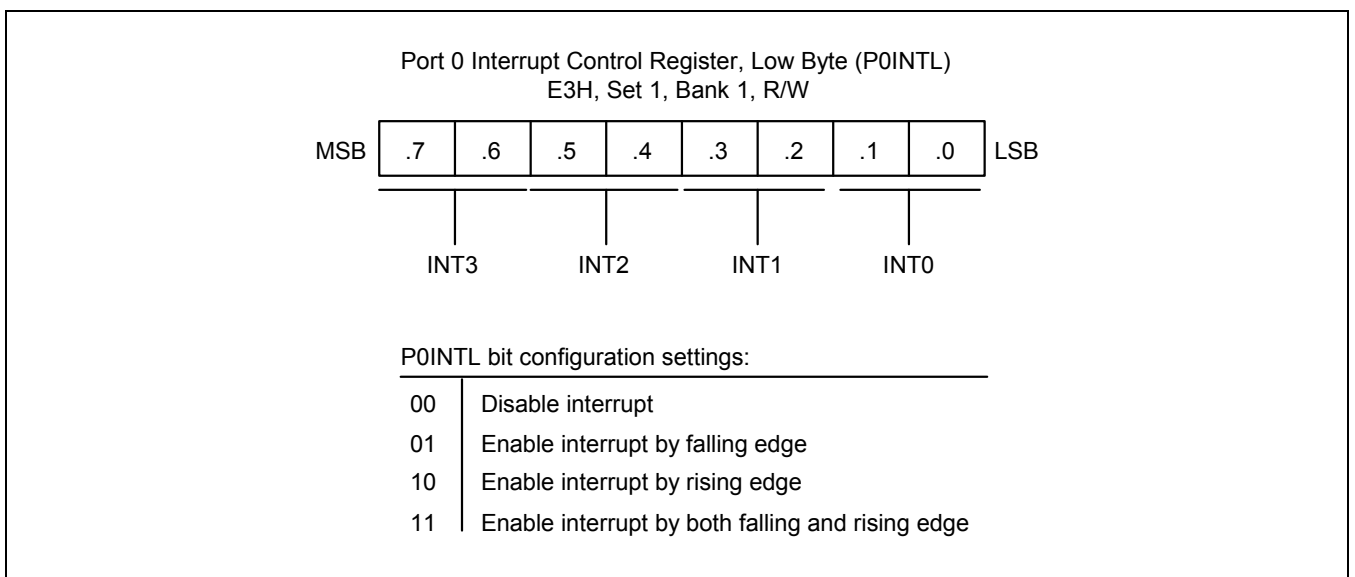 Port 0 Interrupt Control Register, Low Byte (P0INTL)
E3H, Set 1, Bank 1, R/W
MSB .7 .6 .5 .4 .3 .2 .1 .0 LSB
INT3 INT2 INT1 INT0
P0INTL bit configuration settings:
00 Disable interrupt
01 Enable interrupt by falling edge
10 Enable interrupt by rising edge
11 Enable interrupt by both falling and rising edge